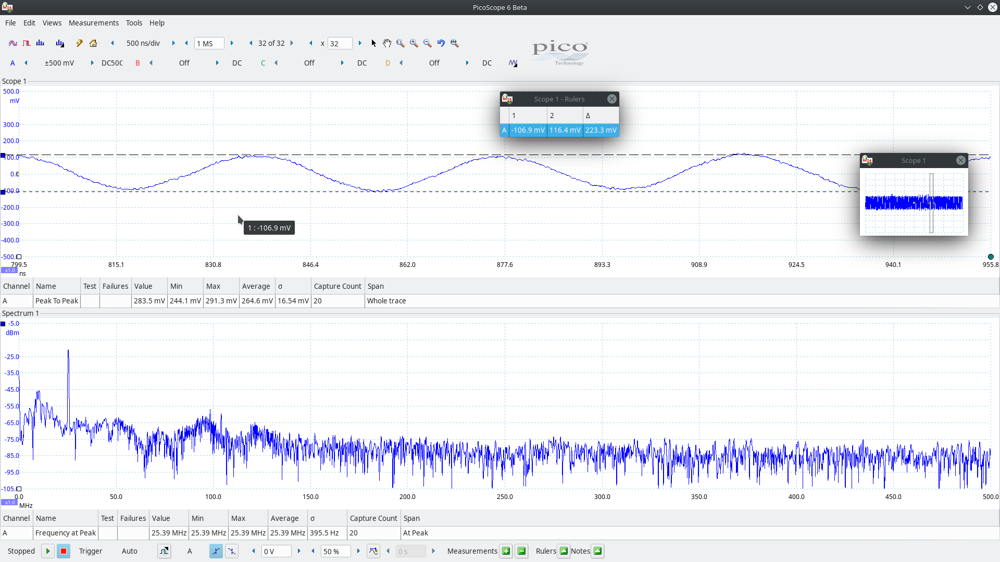 PicoScope 6 Beta
File Edit Views Measurements Tools Help
500 ns/div 1 MS 32 of 32 x 32
pico
Technology
A ±500 mV DC50 B Off DC C Off DC D Off DC
Scope 1
500.0
mV
300.0
200.0
100.0
0.0
-100.0
-200.0
-300.0
-400.0
-500.0
Scope 1 - Rulers
1 2 Δ
A -106.9 mV 116.4 mV 223.3 mV
Scope 1
1 : -106.9 mV
799.5 815.1 830.8 846.4 862.0 877.6 893.3 908.9 924.5 940.1 955.8
x1.0 ns
Channel Name Test Failures Value Min Max Average σ Capture Count Span
A Peak To Peak 283.5 mV 244.1 mV 291.3 mV 264.6 mV 16.54 mV 20 Whole trace
Spectrum 1
-5.0
dBm
-25.0
-35.0
-45.0
-55.0
-65.0
-75.0
-85.0
-95.0
-105.0
0.0 50.0 100.0 150.0 200.0 250.0 300.0 350.0 400.0 450.0 500.0
x1.0 MHz
Channel Name Test Failures Value Min Max Average σ Capture Count Span
A Frequency at Peak 25.39 MHz 25.39 MHz 25.39 MHz 25.39 MHz 395.5 Hz 20 At Peak
Stopped Trigger Auto A 0 V 50 % 0 s Measurements Rulers Notes